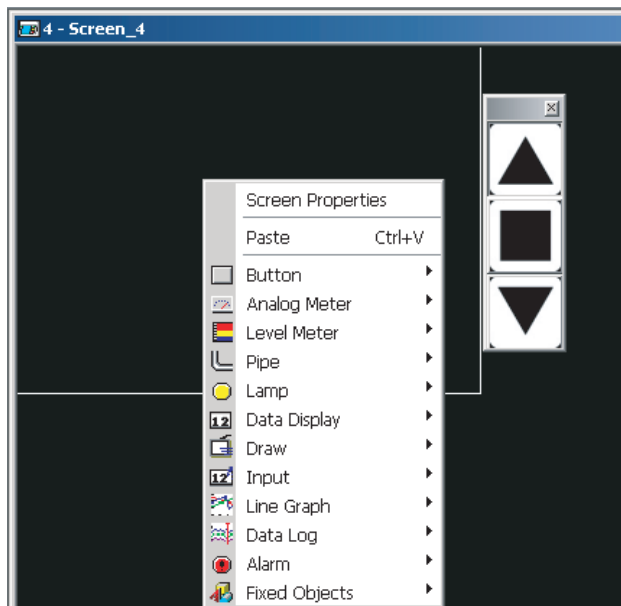 4 - Screen_4
Screen Properties
Paste Ctrl+V
Button
Analog Meter
Level Meter
Pipe
Lamp
12 Data Display
Draw
12 Input
Line Graph
Data Log
Alarm
Fixed Objects